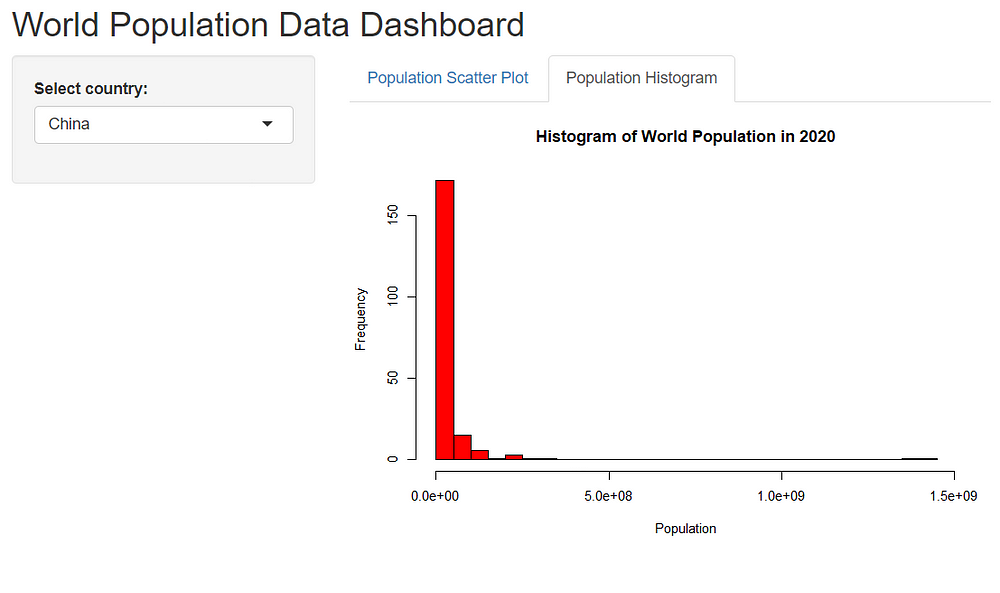 World Population Data Dashboard
Select country:
China
Population Scatter Plot
Population Histogram
Histogram of World Population in 2020
Frequency
150
100
50
0
0.0e+00 5.0e+08 1.0e+09 1.5e+09
Population